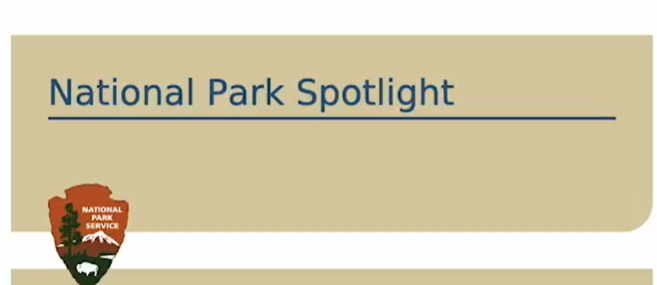 National Park Spotlight
NATIONAL
PARK
SERVICE